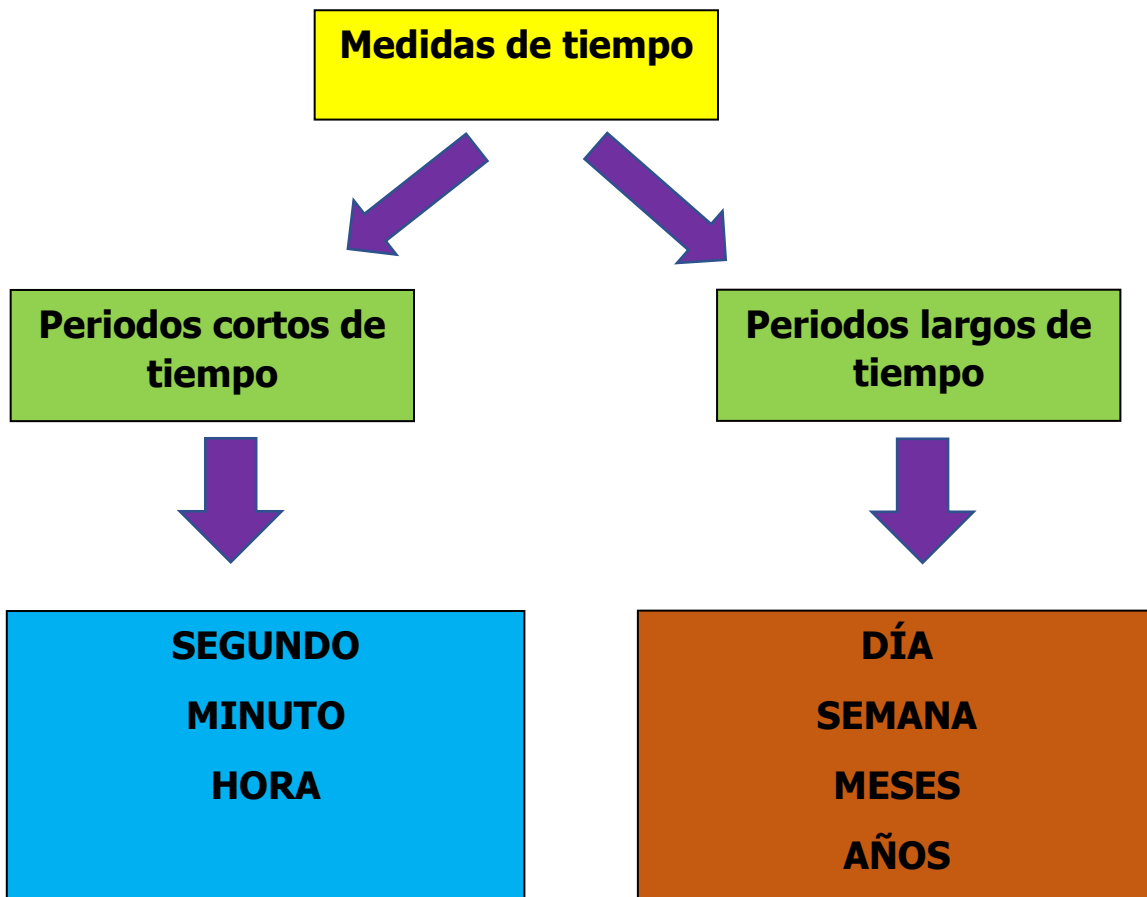 Medidas de tiempo
Periodos cortos de
tiempo
Periodos largos de
tiempo
SEGUNDO
MINUTO
HORA
DÍA
SEMANA
MESES
AÑOS